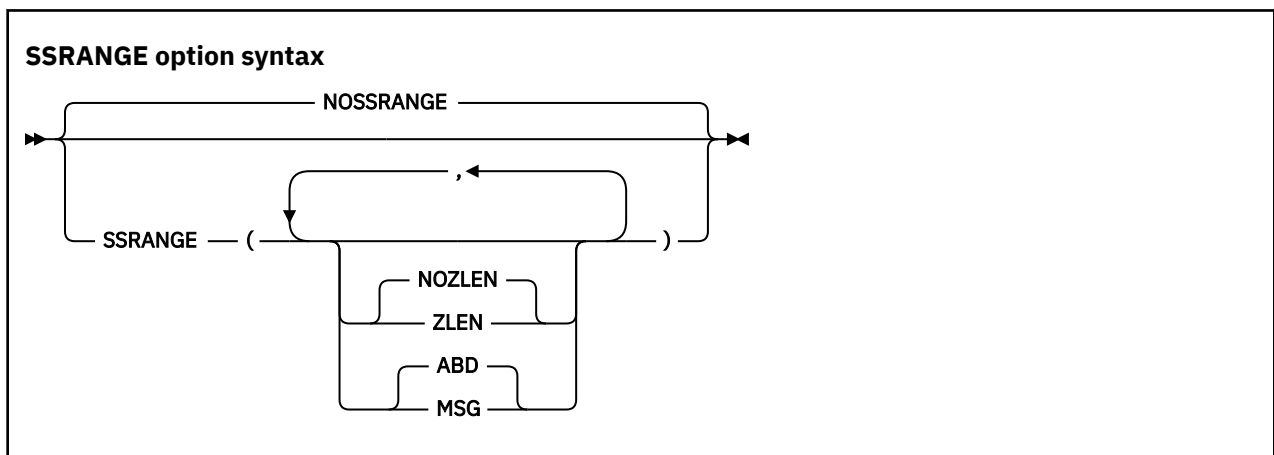 SSRANGE option syntax
NOSSRANGE
,
SSRANGE ( )
NOZLEN
ZLEN
ABD
MSG